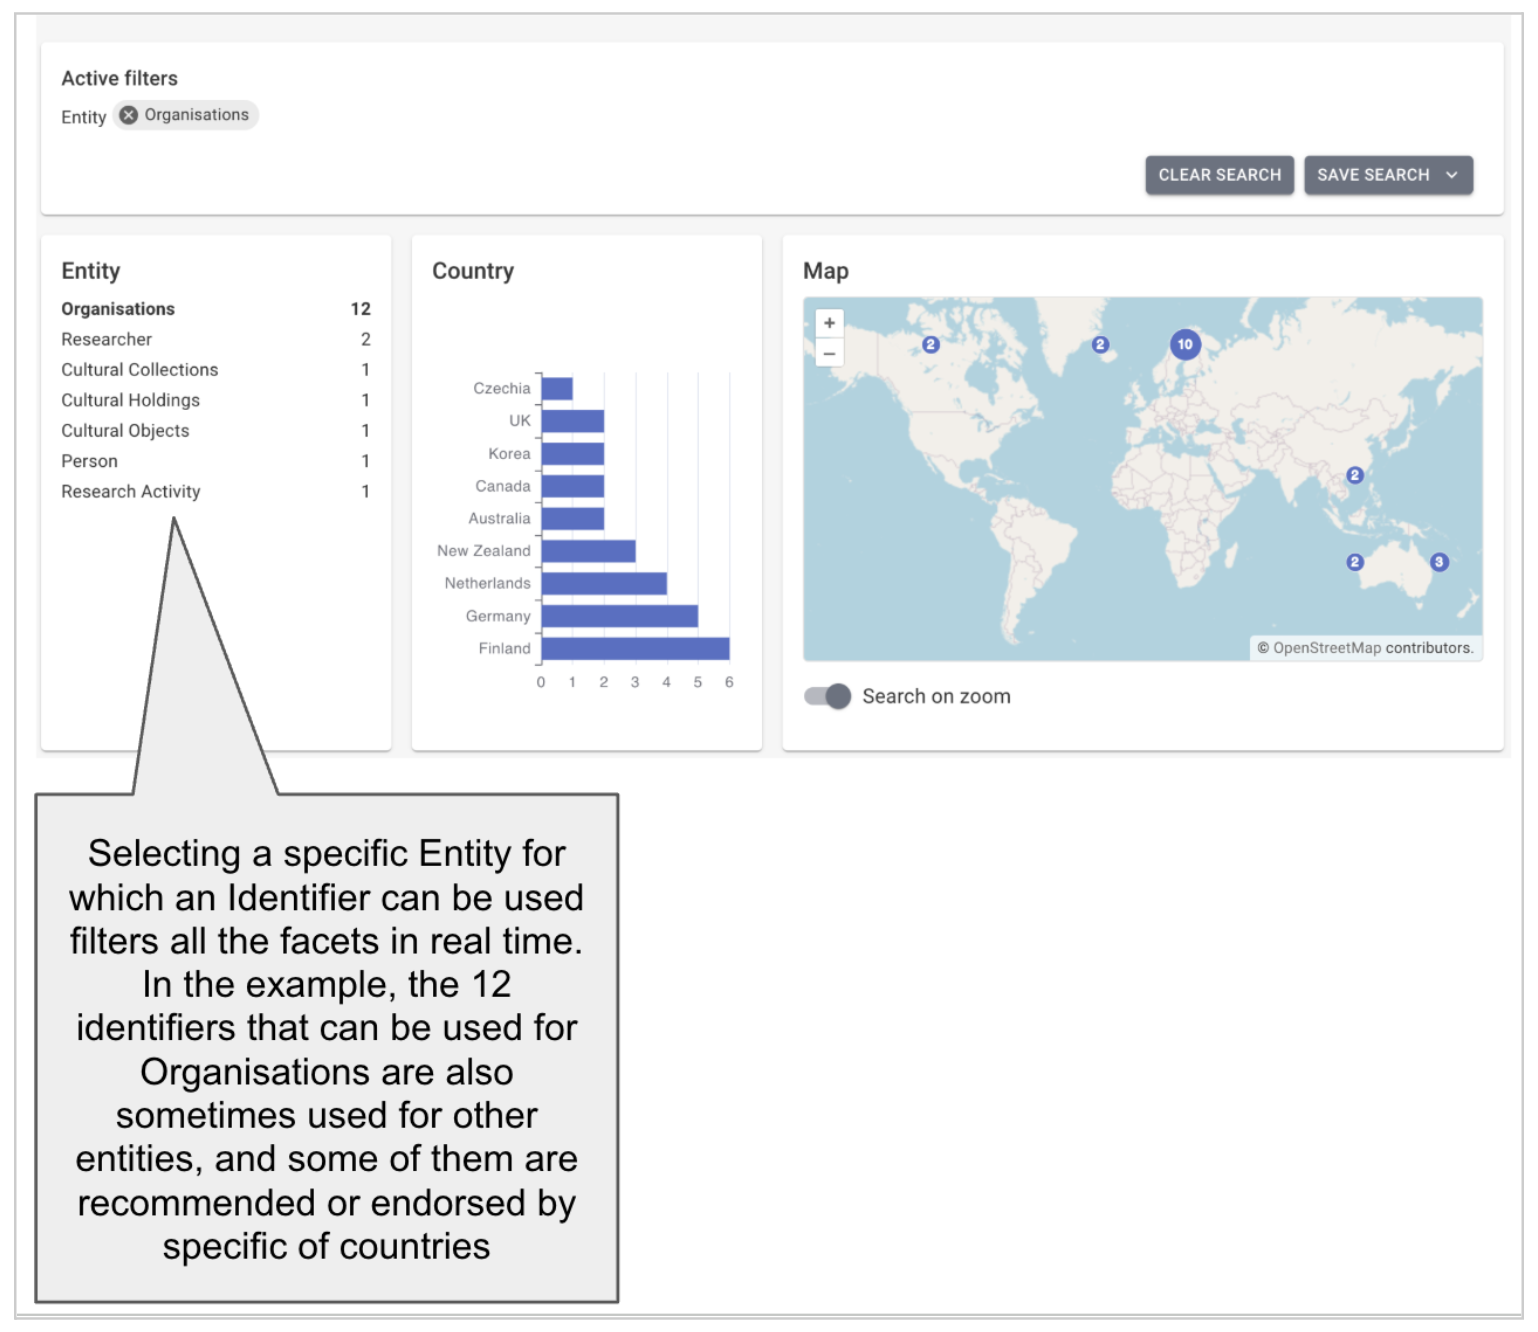 Active filters
Entity Organisations
CLEAR SEARCH SAVE SEARCH
Entity
Organisations 12
Researcher 2
Cultural Collections 1
Cultural Holdings 1
Cultural Objects 1
Person 1
Research Activity 1
Country
Czechia
UK
Korea
Canada
Australia
New Zealand
Netherlands
Germany
Finland
0 1 2 3 4 5 6
Map
+
−
2 2 10
2
2 3
© OpenStreetMap contributors.
Search on zoom
Selecting a specific Entity for
which an Identifier can be used
filters all the facets in real time.
In the example, the 12
identifiers that can be used for
Organisations are also
sometimes used for other
entities, and some of them are
recommended or endorsed by
specific of countries